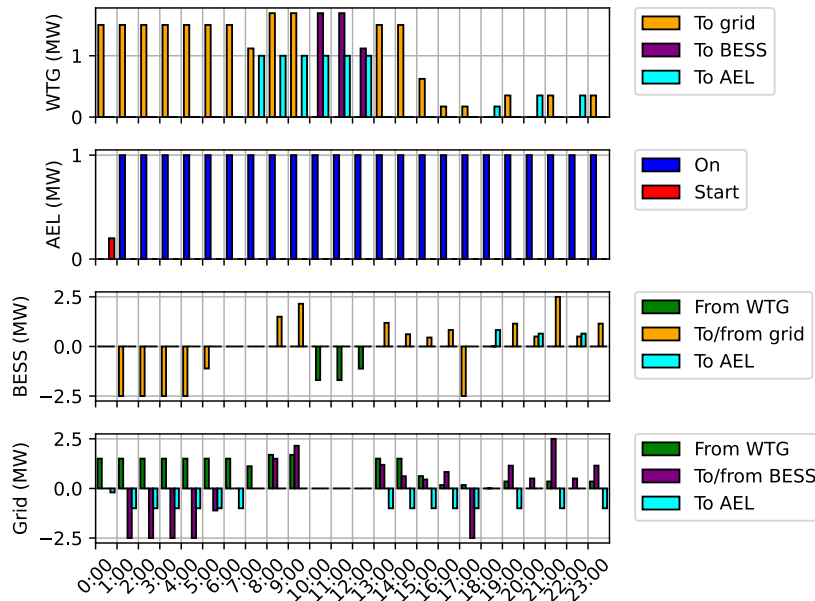 WTG (MW)
1
0
To grid
To BESS
To AEL
AEL (MW)
1
0
On
Start
BESS (MW)
2.5
0.0
−2.5
From WTG
To/from grid
To AEL
Grid (MW)
2.5
0.0
−2.5
From WTG
To/from BESS
To AEL
0:00
1:00
2:00
3:00
4:00
5:00
6:00
7:00
8:00
9:00
10:00
11:00
12:00
13:00
14:00
15:00
16:00
17:00
18:00
19:00
20:00
21:00
22:00
23:00